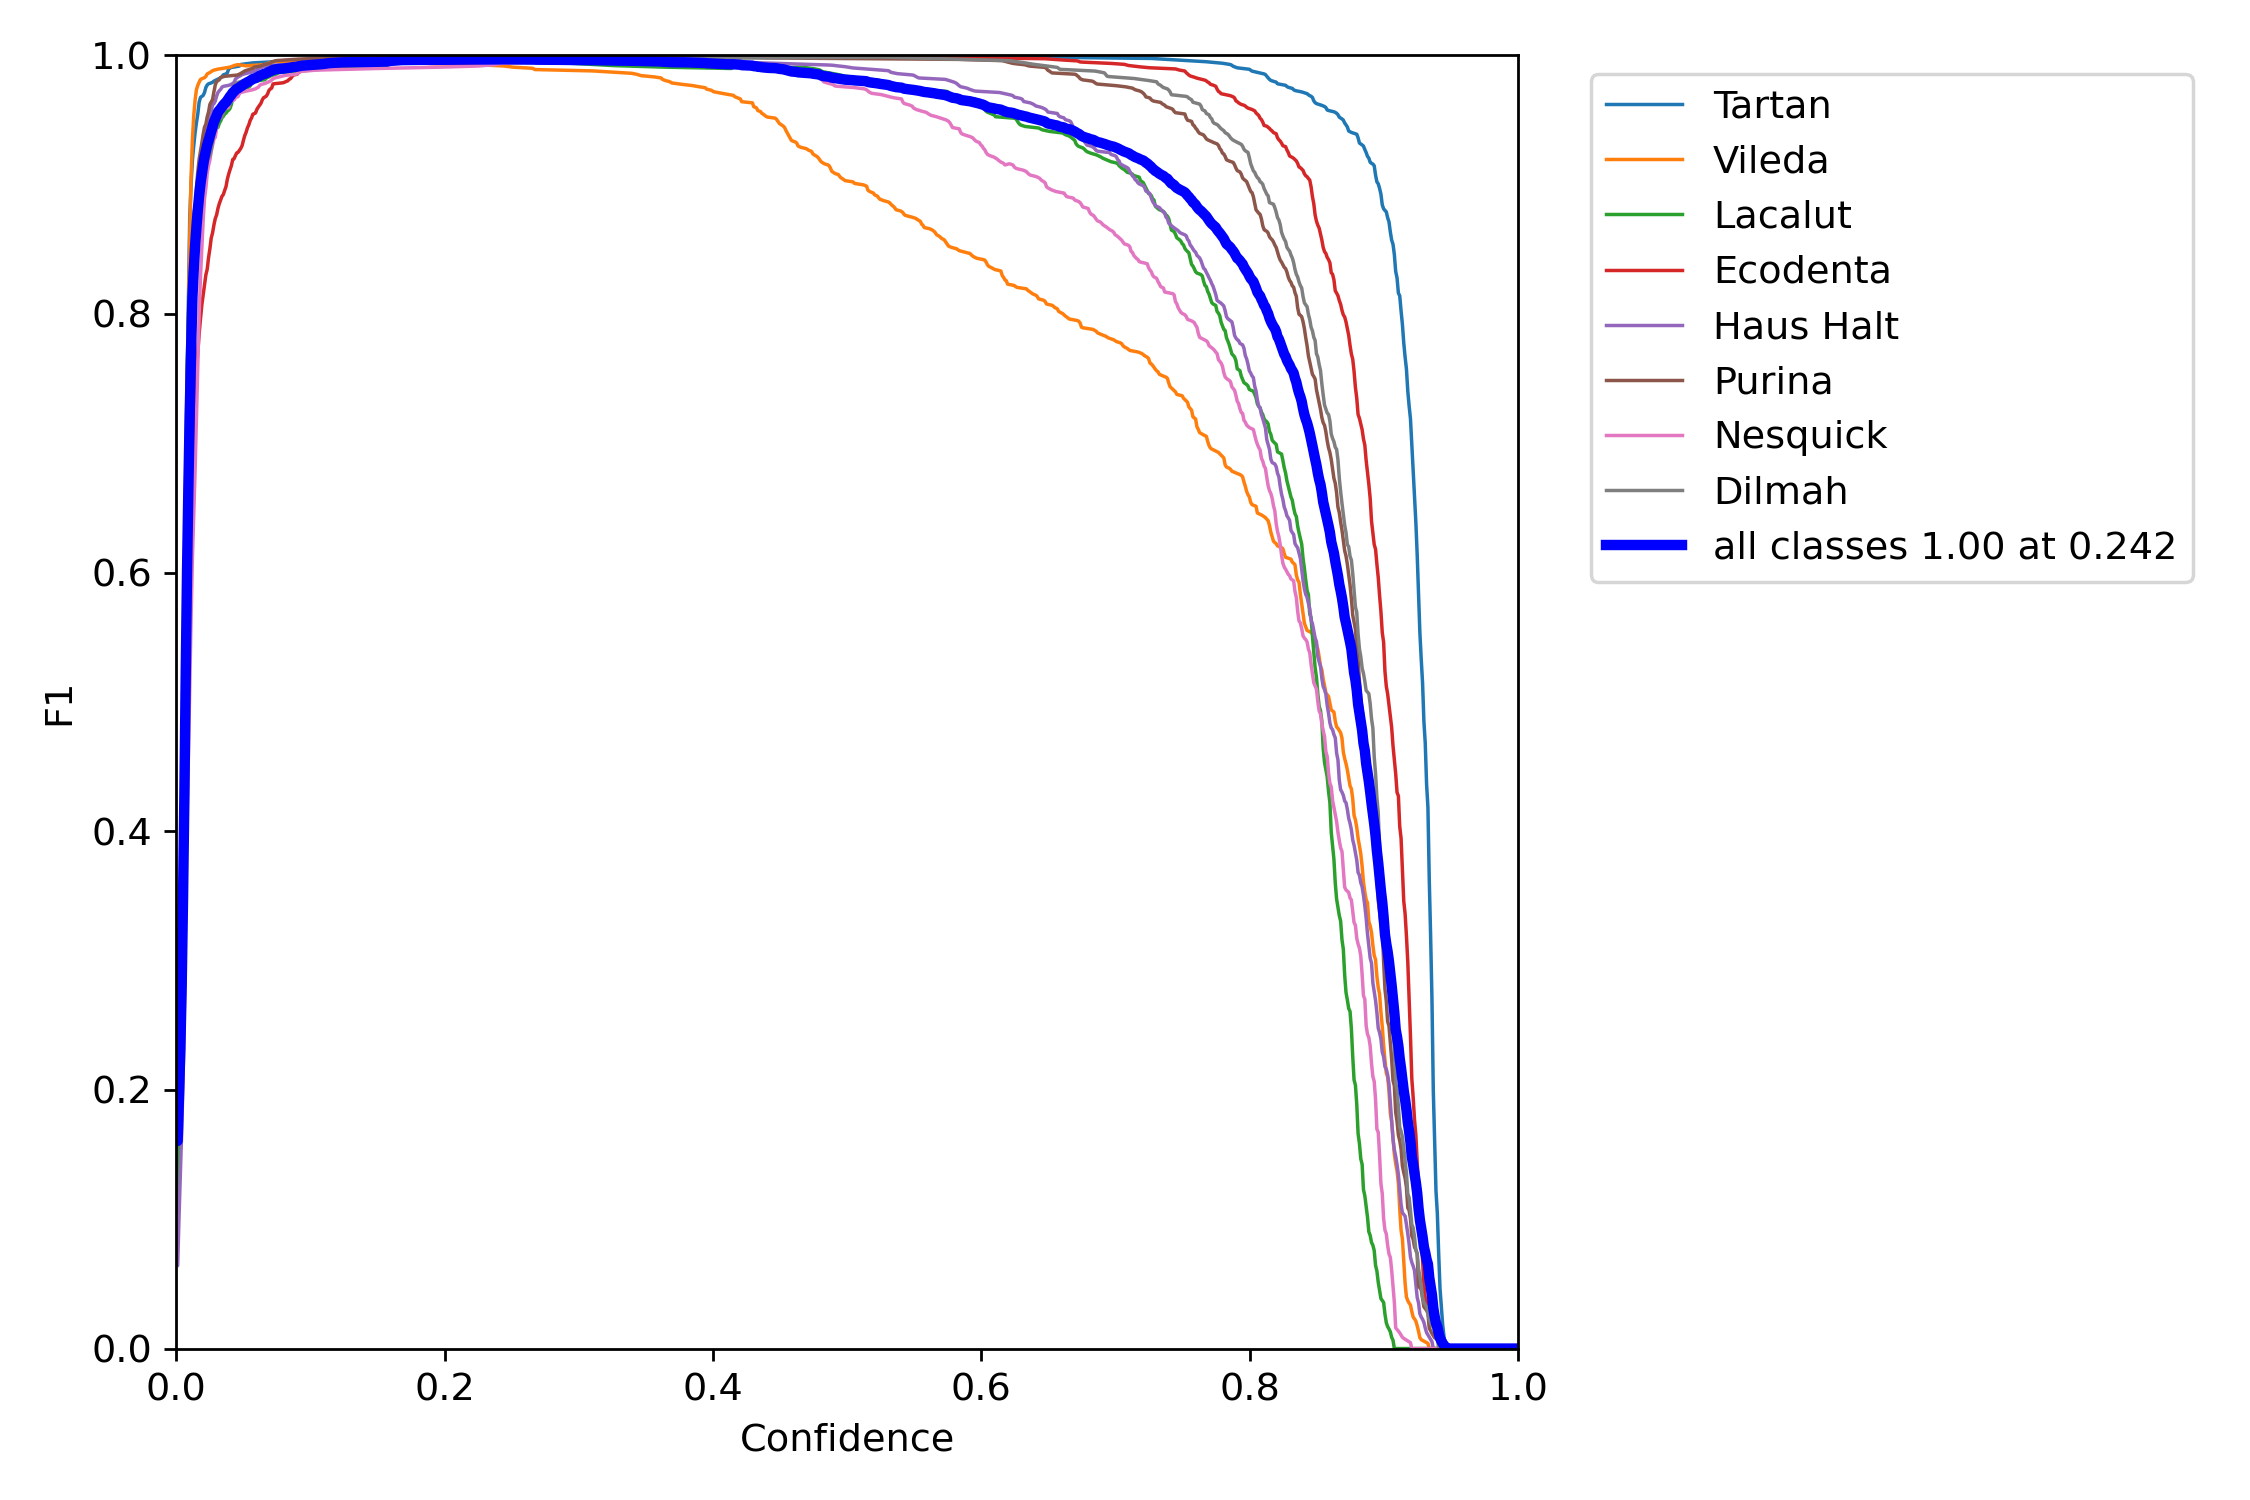 1.0
0.8
0.6
0.4
0.2
0.0
F1
0.0 0.2 0.4 0.6 0.8 1.0
Confidence
Tartan
Vileda
Lacalut
Ecodenta
Haus Halt
Purina
Nesquick
Dilmah
all classes 1.00 at 0.242